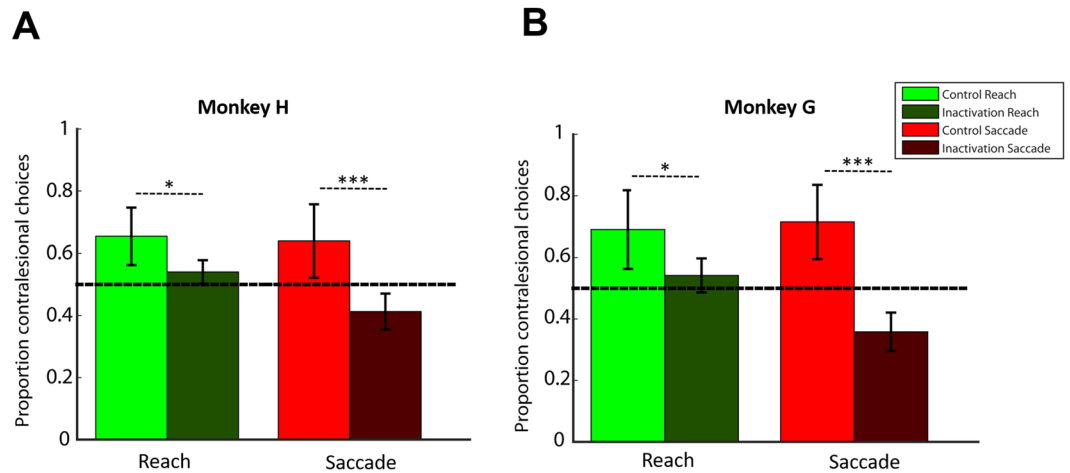 A
B
Monkey H
Monkey G
Control Reach
Inactivation Reach
Control Saccade
Inactivation Saccade
Proportion contralesional choices
1
0.8
0.6
0.4
0.2
0
*
***
Reach
Saccade
Proportion contralesional choices
1
0.8
0.6
0.4
0.2
0
*
***
Reach
Saccade